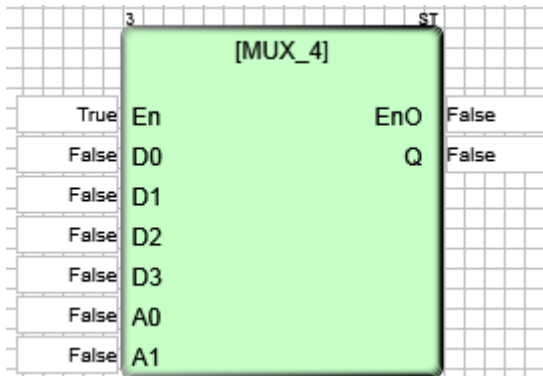 3 ST
[MUX_4]
True En EnO False
False D0 Q False
False D1
False D2
False D3
False A0
False A1